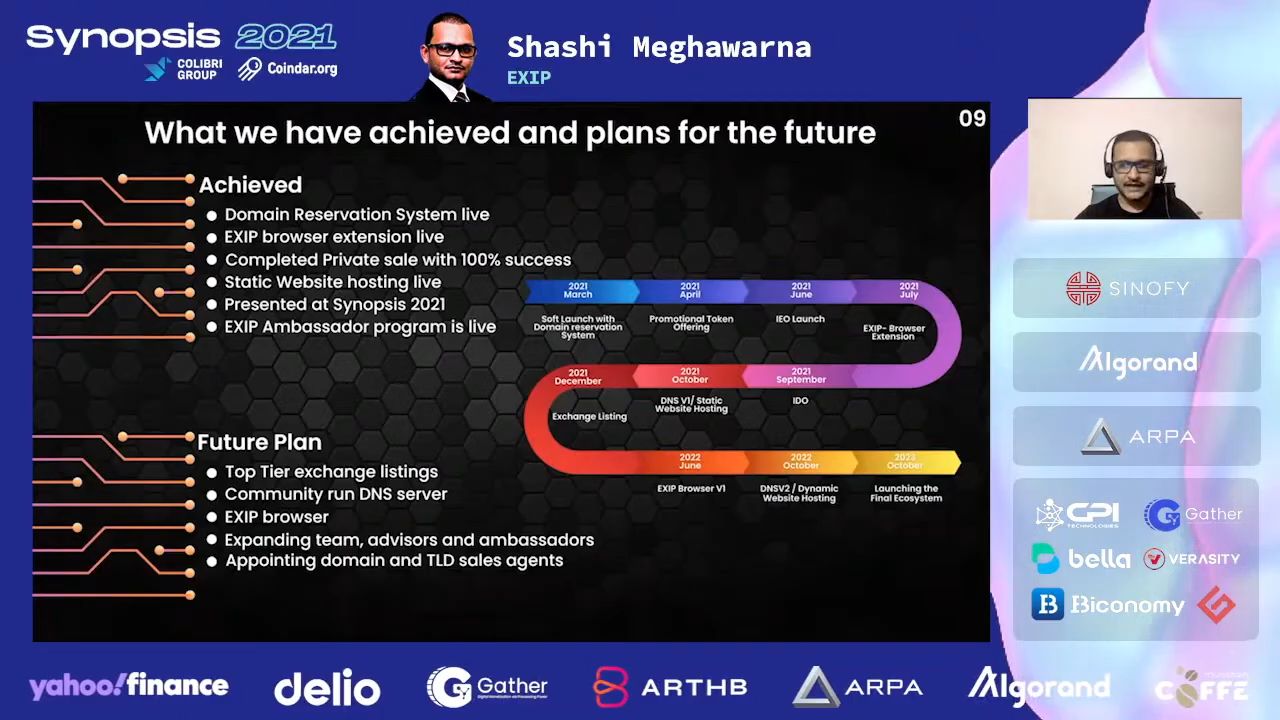 Synopsis 2021
COLIBRI
GROUP
Coindar.org
Shashi Meghawarna
EXIP
What we have achieved and plans for the future
09
Achieved
Domain Reservation System live
EXIP browser extension live
Completed Private sale with 100% success
Static Website hosting live
Presented at Synopsis 2021
EXIP Ambassador program is live
2021
March
2021
April
2021
June
2021
July
Soft Launch with
Domain reservation
System
Promotional Token
Offering
IEO Launch
EXIP- Browser
Extension
2021
December
2021
October
2021
September
Exchange Listing
DNS V1/ Static
Website Hosting
IDO
2022
June
2022
October
2023
October
EXIP Browser V1
DNSV2 / Dynamic
Website Hosting
Launching the
Final Ecosystem
Future Plan
Top Tier exchange listings
Community run DNS server
EXIP browser
Expanding team, advisors and ambassadors
Appointing domain and TLD sales agents
SINOFY
Algorand
ARPA
CPI
TECHNOLOGIES
Gather
bella
VERASITY
Biconomy
yahoo!finance
delio
Gather
ARTHB
ARPA
Algorand
COFFE